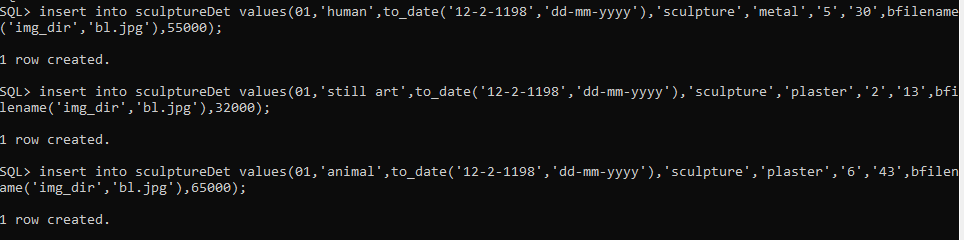 SQL> insert into sculptureDet values(01,'human',to_date('12-2-1198','dd-mm-yyyy'),'sculpture','metal','5','30',bfilename
('img_dir','bl.jpg'),55000);
1 row created.
SQL> insert into sculptureDet values(01,'still art',to_date('12-2-1198','dd-mm-yyyy'),'sculpture','plaster','2','13',bfi
lename('img_dir','bl.jpg'),32000);
1 row created.
SQL> insert into sculptureDet values(01,'animal',to_date('12-2-1198','dd-mm-yyyy'),'sculpture','plaster','6','43',bfilen
ame('img_dir','bl.jpg'),65000);
1 row created.